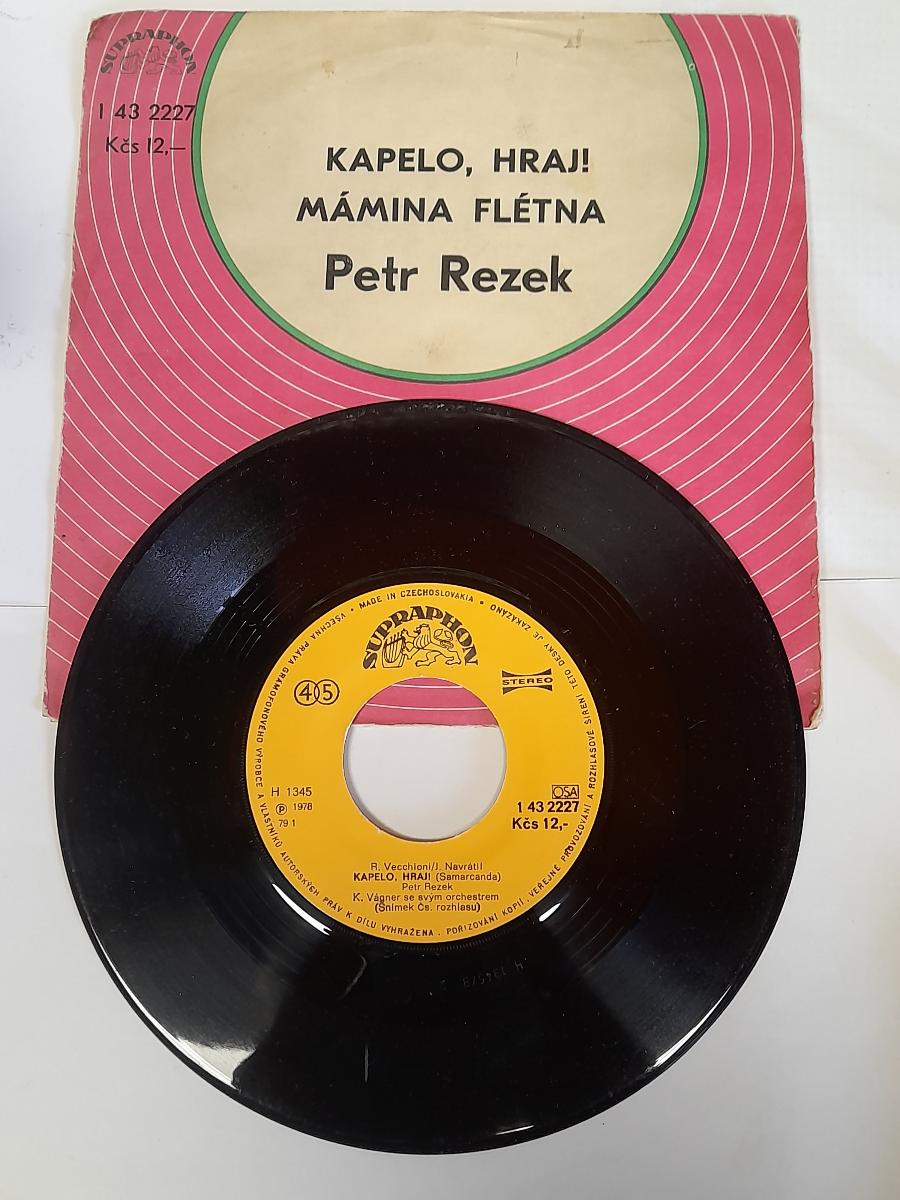 SUPRAPHON
1 43 2227
Kčs 12,—
KAPELO, HRAJ!
MÁMINA FLÉTNA
Petr Rezek
MADE IN CZECHOSLOVAKIA • VŠECHNA PRÁVA GRAMOFONOVÉHO VÝROBCE A VLASTNÍKŮ AUTORSKÝCH PRÁV K DÍLU VYHRAŽENA . POŘIZOVÁNÍ KOPIÍ , VEŘEJNÉ PROVOZOVÁNÍ A ROZHLASOVÉ ŠÍŘENÍ TÉTO DESKY JE ZAKÁZÁNO •
SUPRAPHON
45
STEREO
H 1345
Ⓟ 1978
79 1
OSA
1 43 2227
Kčs 12,-
R. Vecchioni/J. Navrátil
KAPELO, HRAJ! (Samarcanda)
Petr Rezek
K. Vágner se svým orchestrem
(Snímek Čs. rozhlasu)